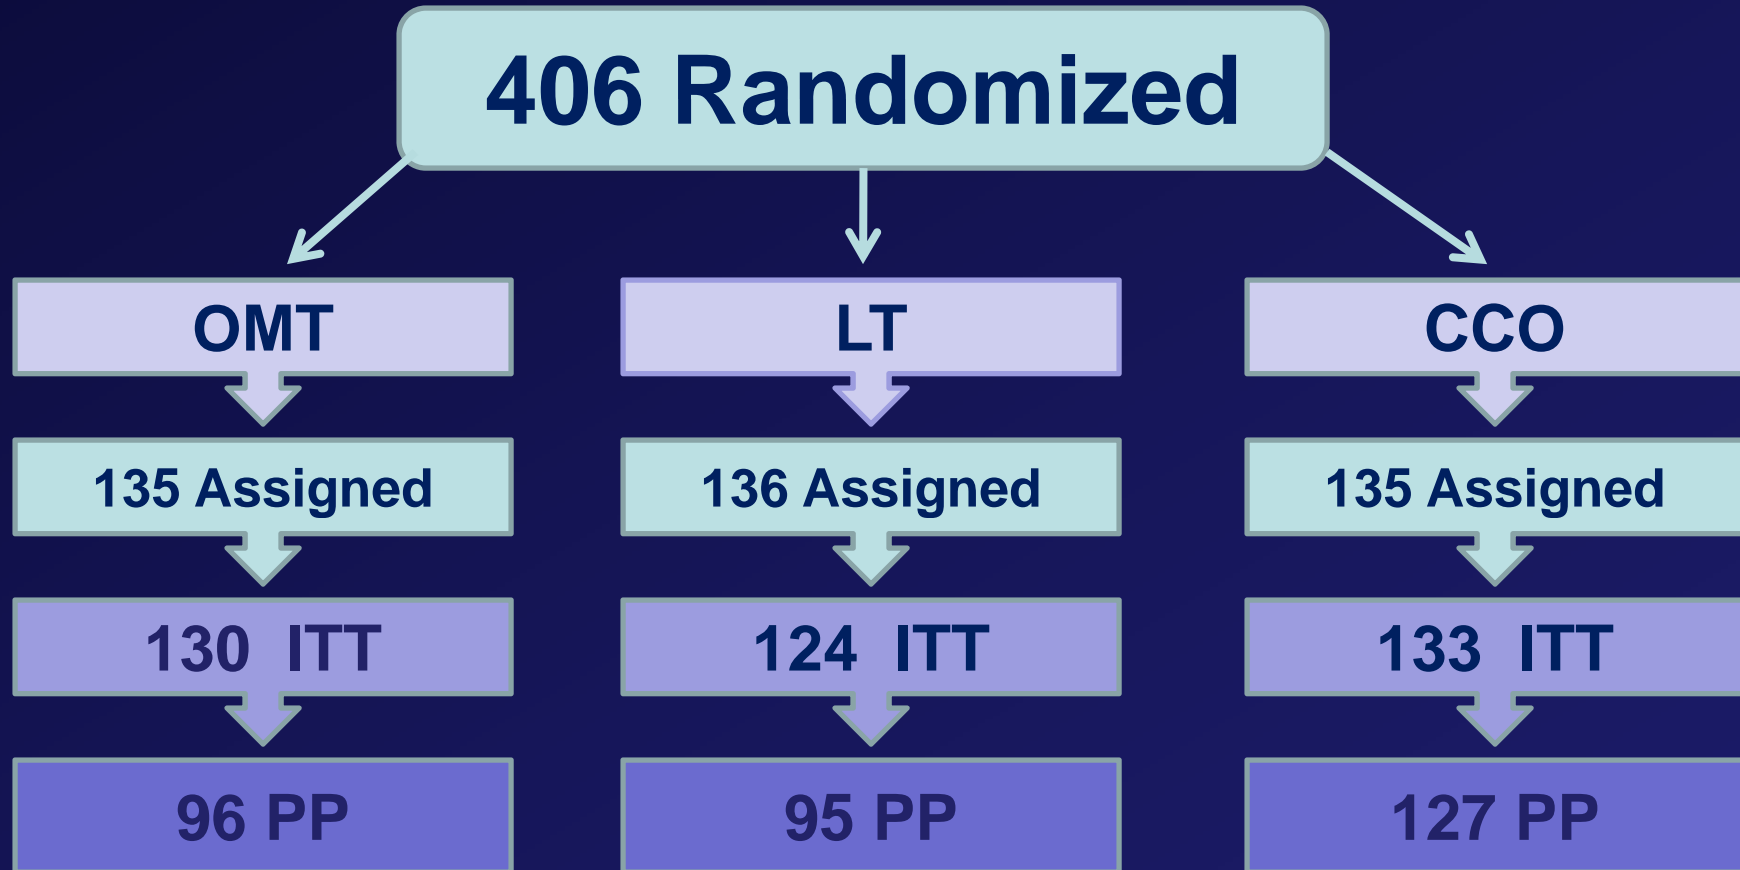 406 Randomized
OMT
LT
CCO
135 Assigned
136 Assigned
135 Assigned
130 ITT
124 ITT
133 ITT
96 PP
95 PP
127 PP